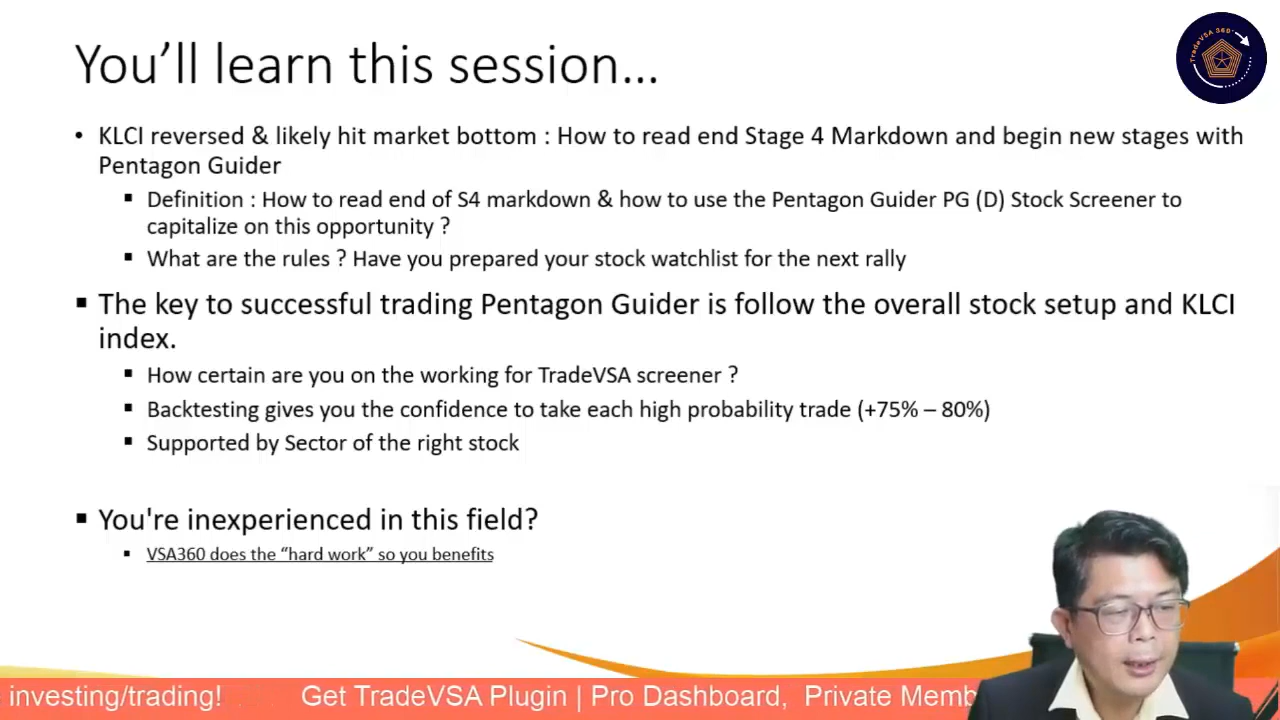 You'll learn this session...
TradeVSA 360°
• KLCI reversed & likely hit market bottom : How to read end Stage 4 Markdown and begin new stages with
Pentagon Guider
▪ Definition : How to read end of S4 markdown & how to use the Pentagon Guider PG (D) Stock Screener to
capitalize on this opportunity ?
▪ What are the rules ? Have you prepared your stock watchlist for the next rally
▪ The key to successful trading Pentagon Guider is follow the overall stock setup and KLCI
index.
▪ How certain are you on the working for TradeVSA screener ?
▪ Backtesting gives you the confidence to take each high probability trade (+75% – 80%)
▪ Supported by Sector of the right stock
▪ You're inexperienced in this field?
▪ VSA360 does the “hard work” so you benefits
investing/trading! Get TradeVSA Plugin | Pro Dashboard, Private Memb